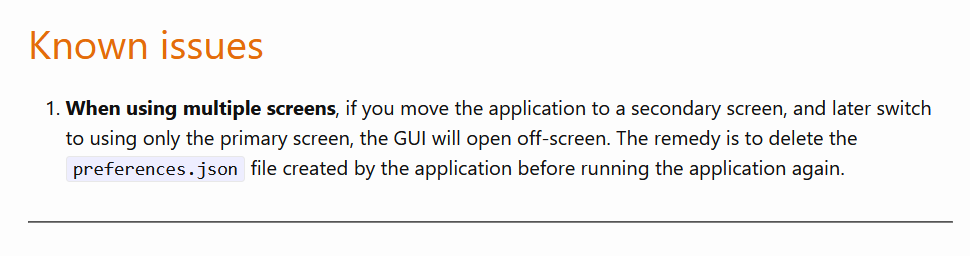 Known issues
1. When using multiple screens, if you move the application to a secondary screen, and later switch
to using only the primary screen, the GUI will open off-screen. The remedy is to delete the
preferences.json file created by the application before running the application again.